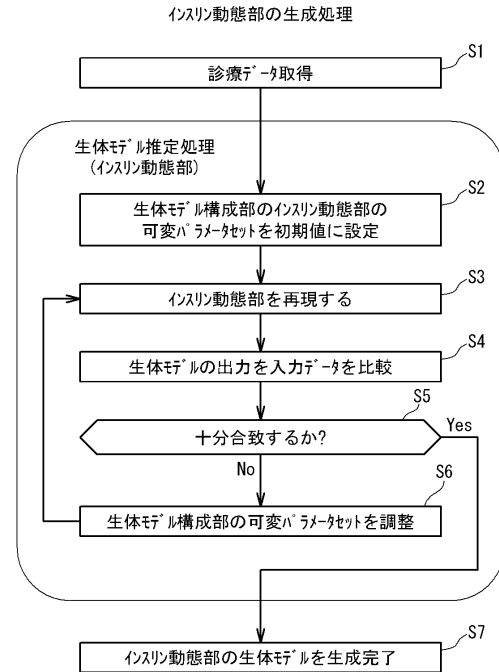 インスリン動態部の生成処理
S1
診療データ取得
生体モデル推定処理
(インスリン動態部)
S2
生体モデル構成部のインスリン動態部の
可変パラメータセットを初期値に設定
S3
インスリン動態部を再現する
S4
生体モデルの出力を入力データを比較
S5
十分合致するか?
Yes
No
S6
生体モデル構成部の可変パラメータセットを調整
S7
インスリン動態部の生体モデルを生成完了